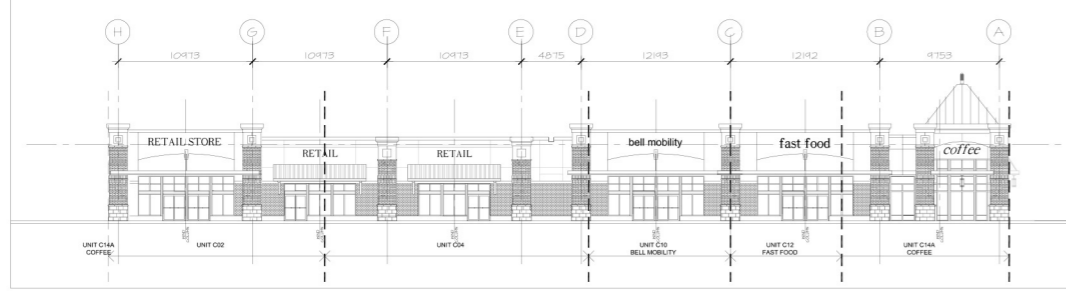 H G F E D C B A
10973 10973 10973 4875 12193 12192 9753
RETAIL STORE
RETAIL
RETAIL
bell mobility
fast food
coffee
UNIT C14A
COFFEE
UNIT C02
UNIT C04
UNIT C10
BELL MOBILITY
UNIT C12
FAST FOOD
UNIT C14A
COFFEE